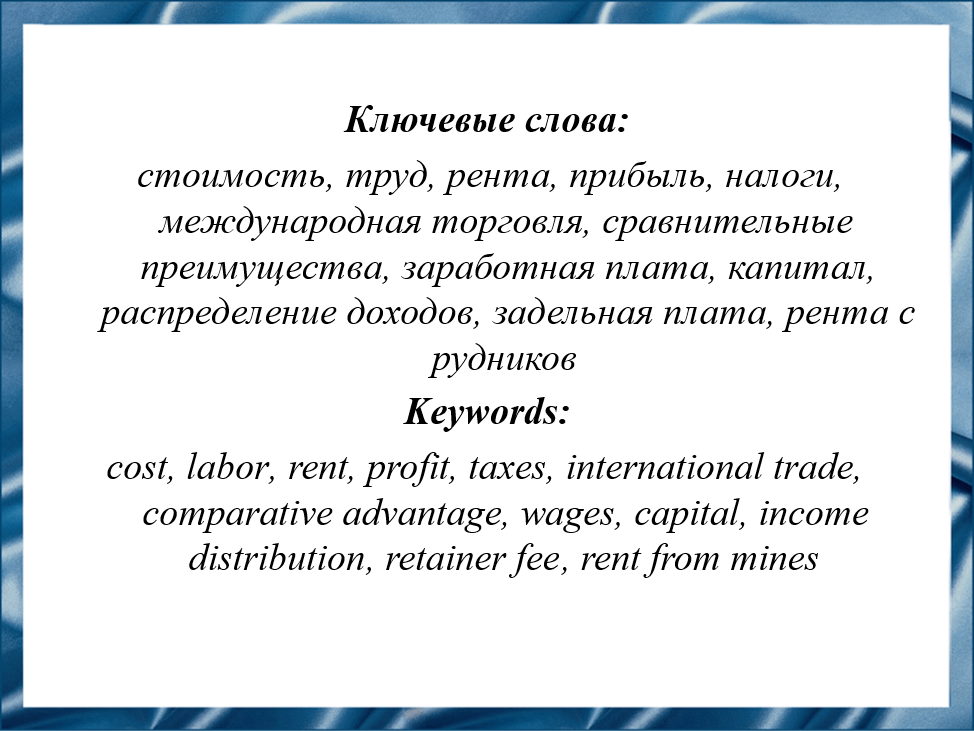 Ключевые слова:
стоимость, труд, рента, прибыль, налоги,
международная торговля, сравнительные
преимущества, заработная плата, капитал,
распределение доходов, задельная плата, рента с
рудников
Keywords:
cost, labor, rent, profit, taxes, international trade,
comparative advantage, wages, capital, income
distribution, retainer fee, rent from mines